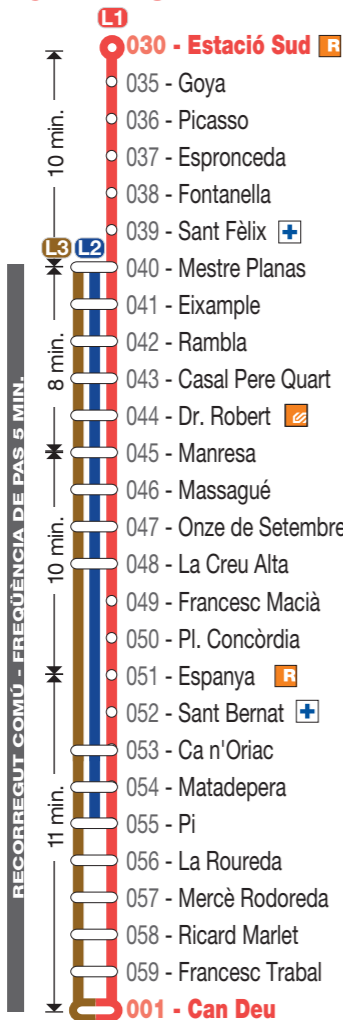 L1
030 - Estació Sud R
035 - Goya
036 - Picasso
037 - Espronceda
038 - Fontanella
039 - Sant Fèlix
10 min.
L3 L2
040 - Mestre Planas
041 - Eixample
042 - Rambla
043 - Casal Pere Quart
044 - Dr. Robert
8 min.
045 - Manresa
046 - Massagué
047 - Onze de Setembre
048 - La Creu Alta
049 - Francesc Macià
050 - Pl. Concòrdia
10 min.
051 - Espanya R
052 - Sant Bernat
053 - Ca n'Oriac
054 - Matadepera
055 - Pi
056 - La Roureda
057 - Mercè Rodoreda
058 - Ricard Marlet
059 - Francesc Trabal
11 min.
001 - Can Deu
RECORREGUT COMÚ - FREQÜÈNCIA DE PAS 5 MIN.